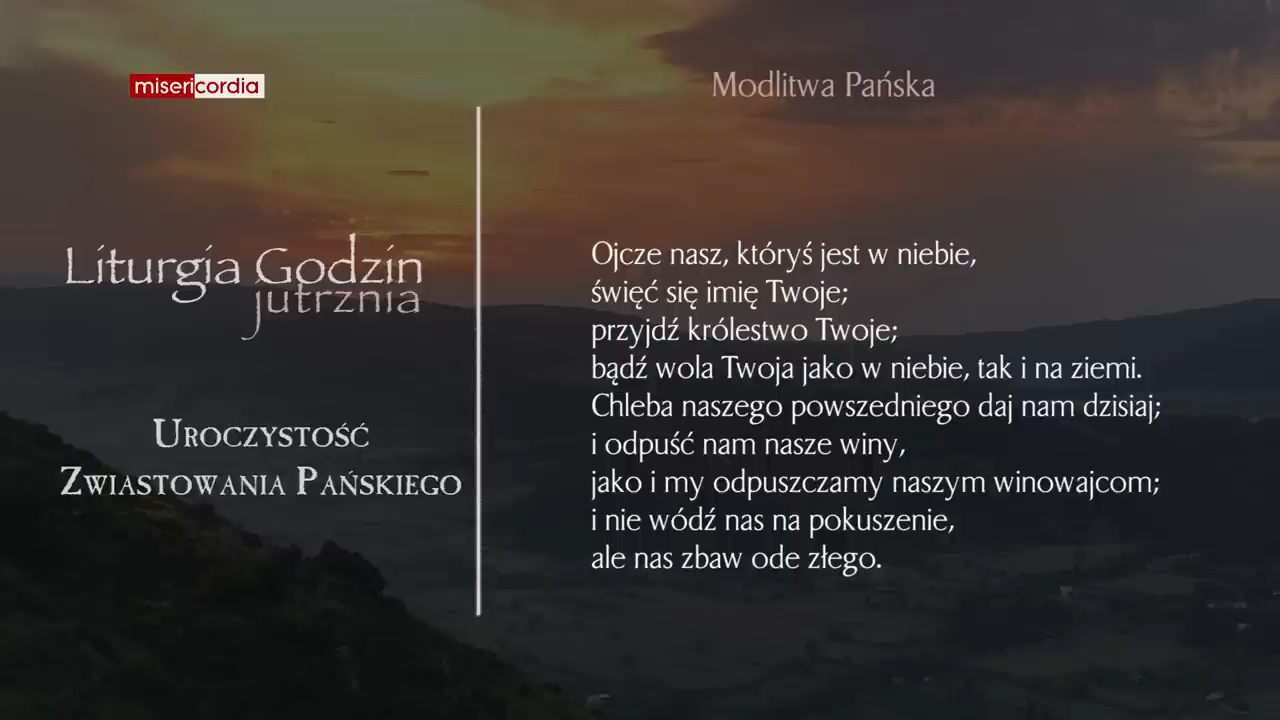 misericordia
Liturgia Godzin
jutrznia
Uroczystość
Zwiastowania Pańskiego
Modlitwa Pańska
Ojcze nasz, któryś jest w niebie,
święć się imię Twoje;
przyjdź królestwo Twoje;
bądź wola Twoja jako w niebie, tak i na ziemi.
Chleba naszego powszedniego daj nam dzisiaj;
i odpuść nam nasze winy,
jako i my odpuszczamy naszym winowajcom;
i nie wódź nas na pokuszenie,
ale nas zbaw ode złego.